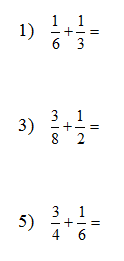 1) 1/6 + 1/3 =
3) 3/8 + 1/2 =
5) 3/4 + 1/6 =